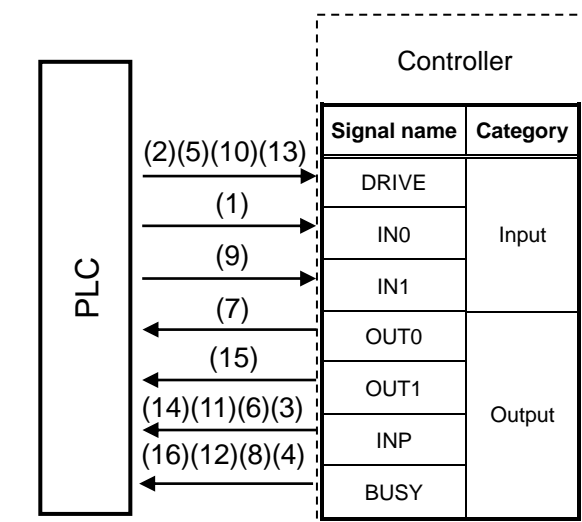 Controller
Signal name Category
(2)(5)(10)(13)
DRIVE
(1)
IN0 Input
(9)
IN1
PLC
(7)
OUT0
(15)
OUT1
(14)(11)(6)(3)
Output
INP
(16)(12)(8)(4)
BUSY